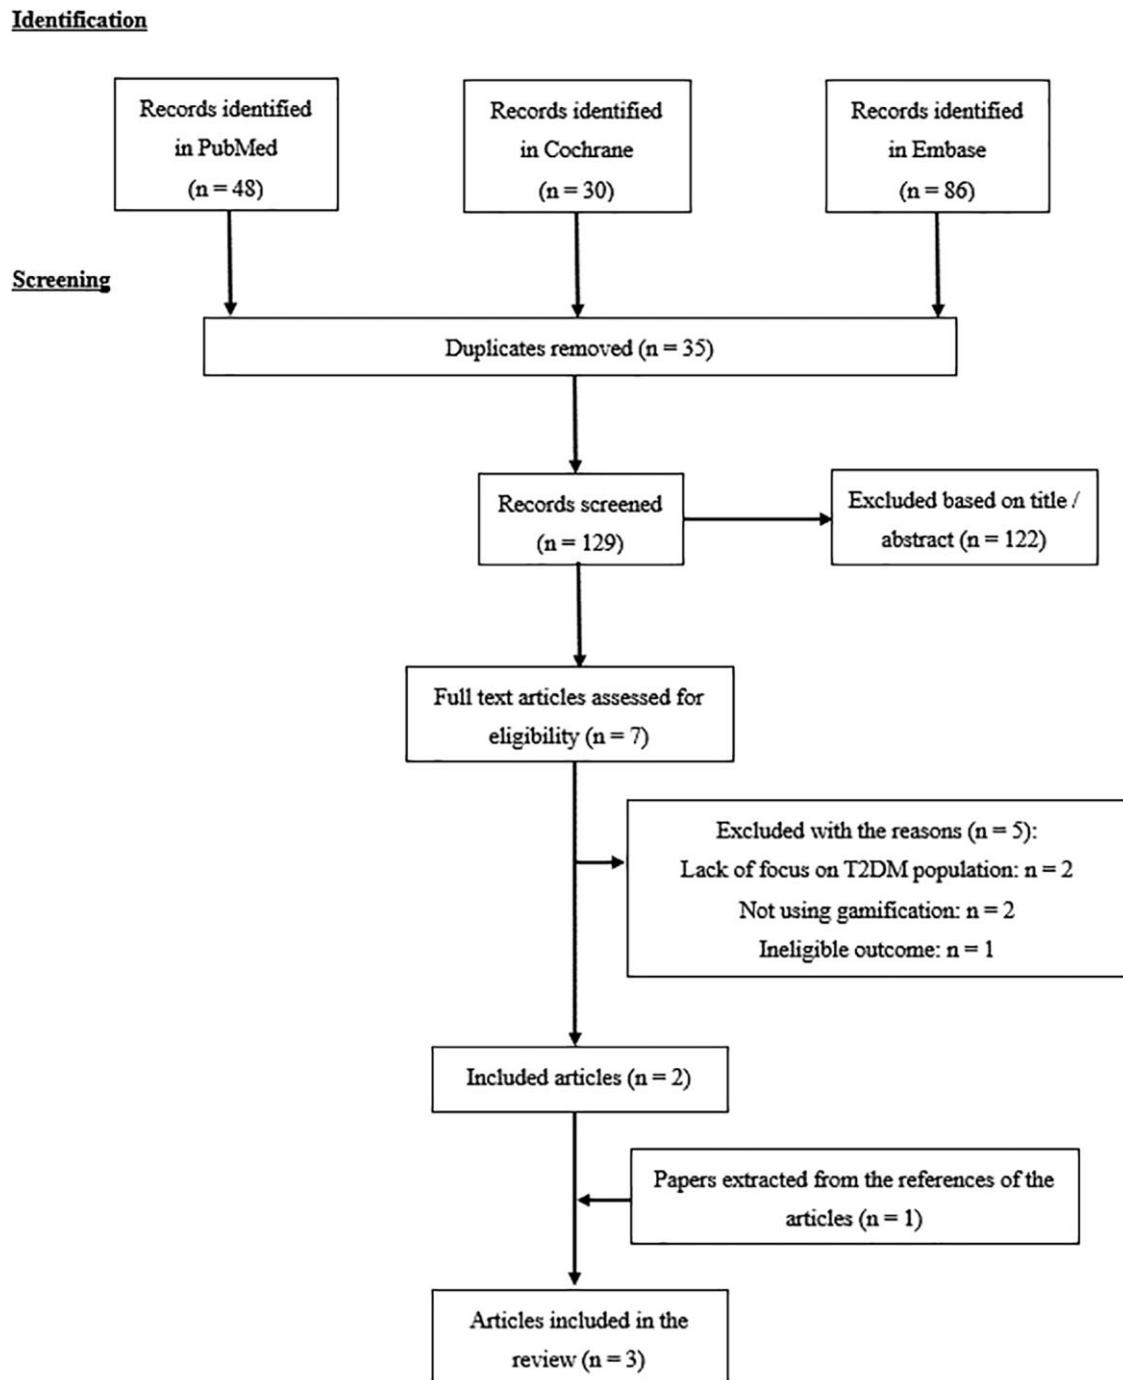 Identification
Records identified
in PubMed
(n = 48)
Records identified
in Cochrane
(n = 30)
Records identified
in Embase
(n = 86)
Screening
Duplicates removed (n = 35)
Records screened
(n = 129)
Excluded based on title /
abstract (n = 122)
Full text articles assessed for
eligibility (n = 7)
Excluded with the reasons (n = 5):
Lack of focus on T2DM population: n = 2
Not using gamification: n = 2
Ineligible outcome: n = 1
Included articles (n = 2)
Papers extracted from the references of the
articles (n = 1)
Articles included in the
review (n = 3)